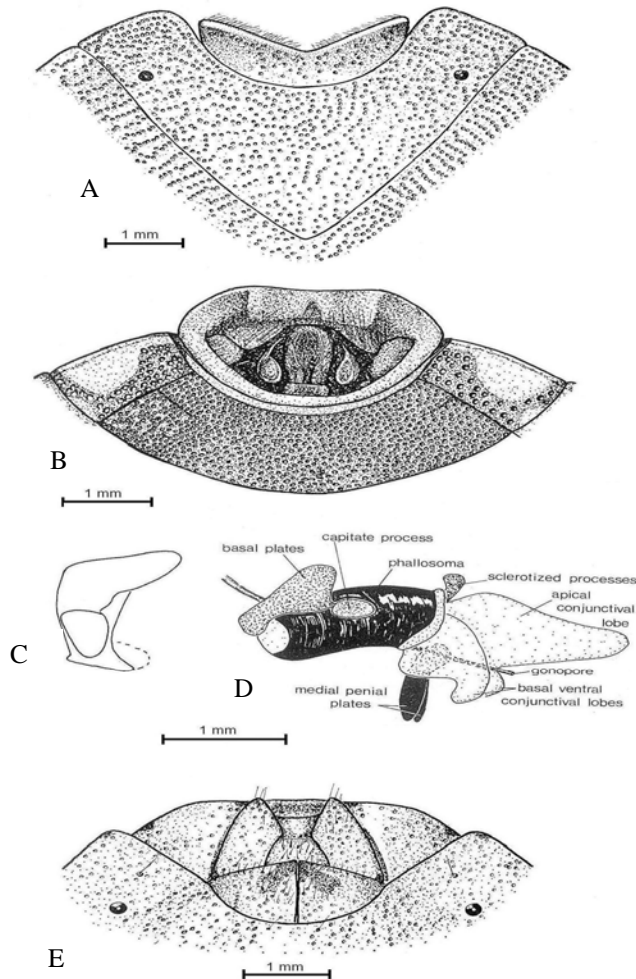 A
1 mm
B
1 mm
capitate process
basal plates
phallosoma
sclerotized processes
apical
conjunctival
lobe
C
D
gonopore
medial penial
plates
basal ventral
conjunctival lobes
1 mm
E
1 mm